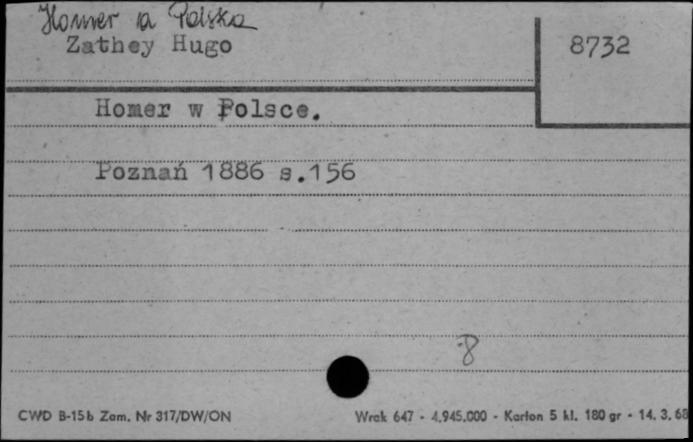 Homer a Polska
Zathey Hugo
8732
Homer w Polsce.
Poznań 1886 s.156
8
CWD B-15b Zam. Nr 317/DW/ON
Wrak 647 - 4.945.000 - Karton 5 kl. 180 gr - 14. 3. 68